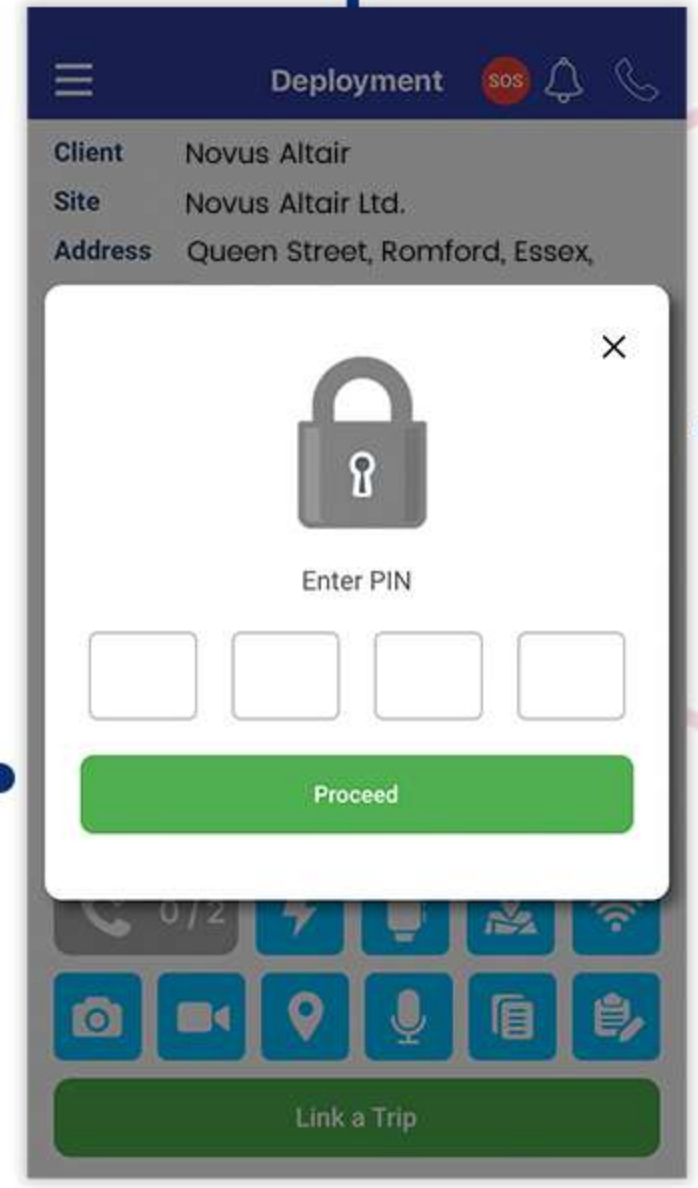 Deployment SOS
Client Novus Altair
Site Novus Altair Ltd.
Address Queen Street, Romford, Essex,
Enter PIN
Proceed
0/2
Link a Trip